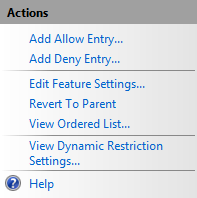 Actions
Add Allow Entry...
Add Deny Entry...
Edit Feature Settings...
Revert To Parent
View Ordered List...
View Dynamic Restriction
Settings...
Help